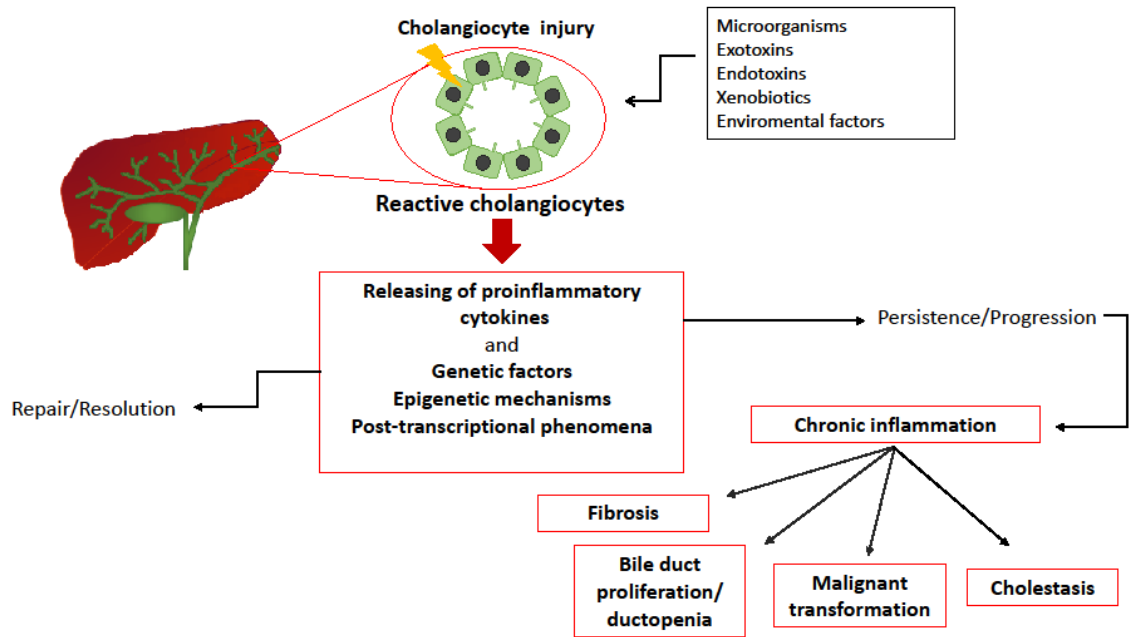 Cholangiocyte injury
Microorganisms
Exotoxins
Endotoxins
Xenobiotics
Enviromental factors
Reactive cholangiocytes
Releasing of proinflammatory
cytokines
and
Genetic factors
Epigenetic mechanisms
Post-transcriptional phenomena
Persistence/Progression
Repair/Resolution
Chronic inflammation
Fibrosis
Bile duct
proliferation/
ductopenia
Malignant
transformation
Cholestasis